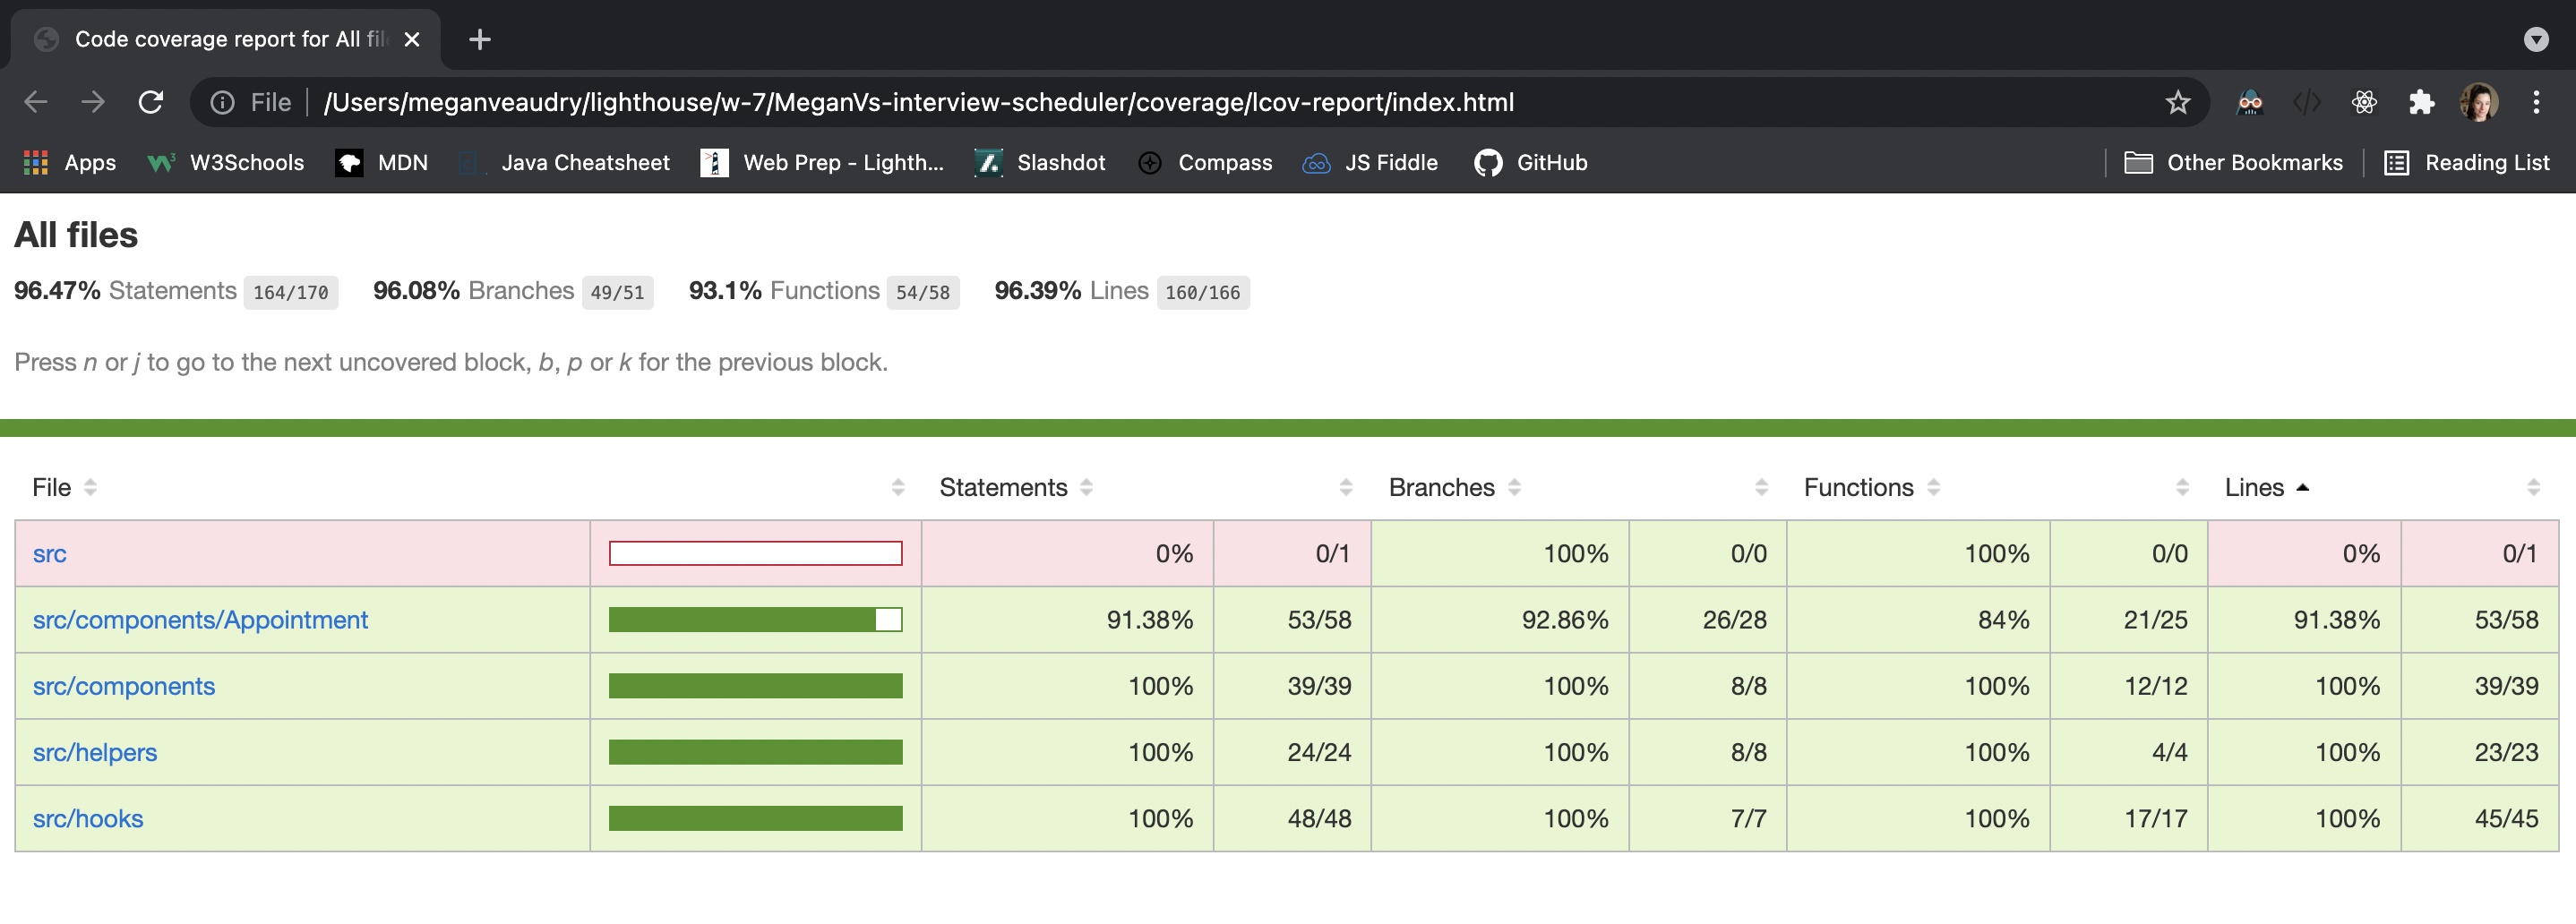 Code coverage report for All fil
File /Users/meganveaudry/lighthouse/w-7/MeganVs-interview-scheduler/coverage/lcov-report/index.html
Apps W3Schools MDN Java Cheatsheet Web Prep - Lighth... Slashdot Compass JS Fiddle GitHub Other Bookmarks Reading List
All files
96.47% Statements 164/170 96.08% Branches 49/51 93.1% Functions 54/58 96.39% Lines 160/166
Press n or j to go to the next uncovered block, b, p or k for the previous block.
File Statements Branches Functions Lines
src 0% 0/1 100% 0/0 100% 0/0 0% 0/1
src/components/Appointment 91.38% 53/58 92.86% 26/28 84% 21/25 91.38% 53/58
src/components 100% 39/39 100% 8/8 100% 12/12 100% 39/39
src/helpers 100% 24/24 100% 8/8 100% 4/4 100% 23/23
src/hooks 100% 48/48 100% 7/7 100% 17/17 100% 45/45